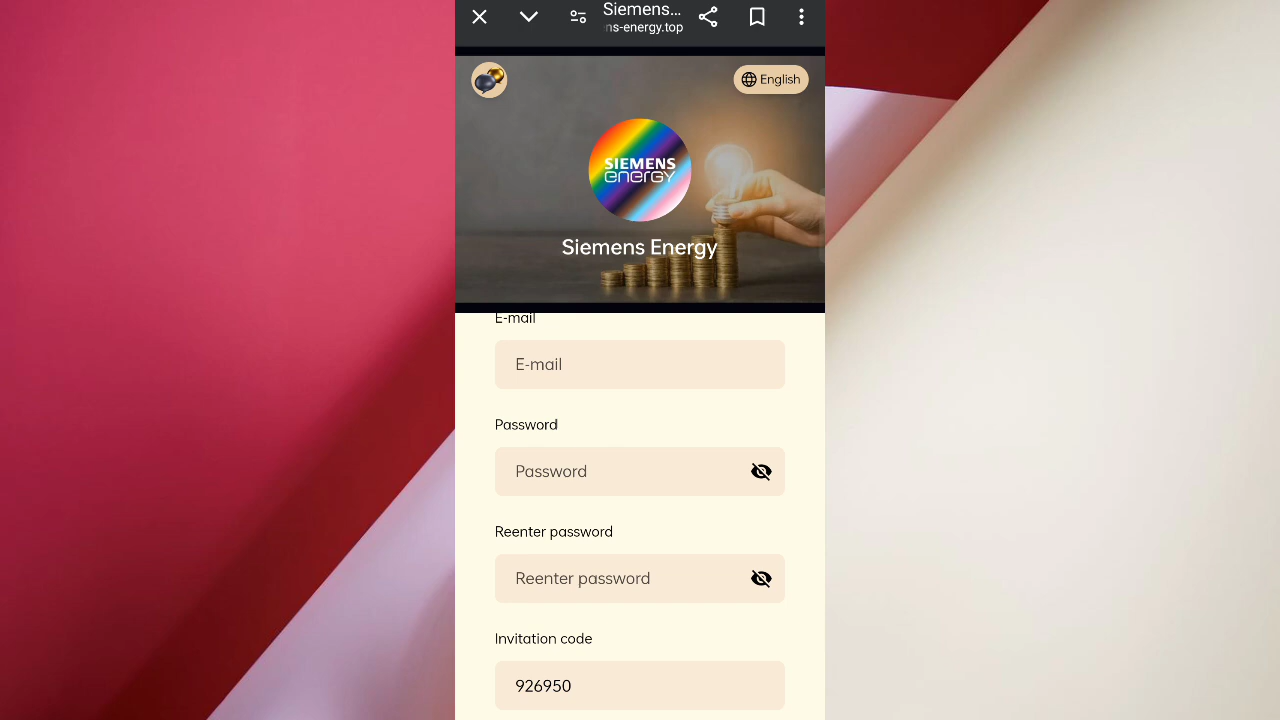 Siemens...
ns-energy.top
English
SIEMENS
energy
Siemens Energy
E-mail
E-mail
Password
Password
Reenter password
Reenter password
Invitation code
926950